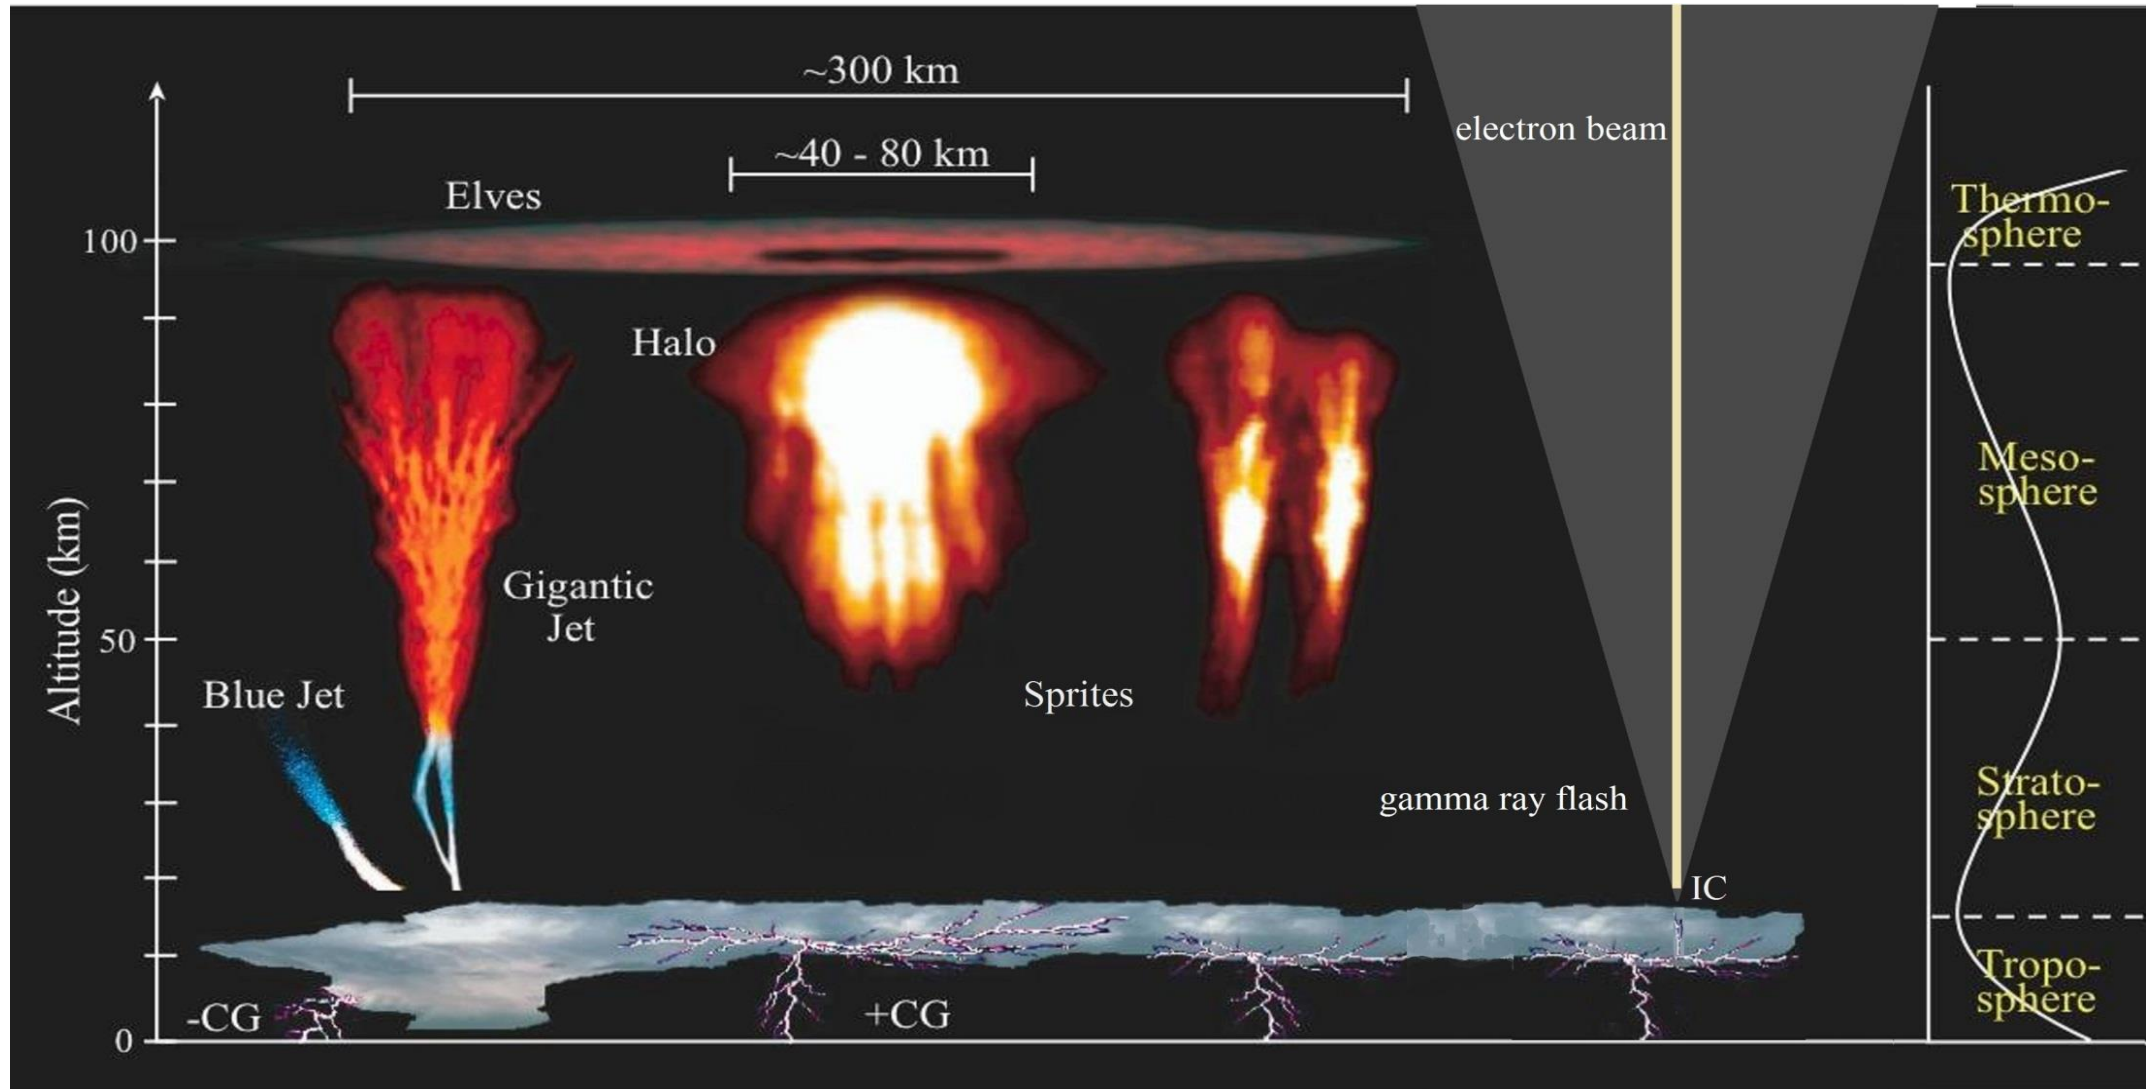 ~300 km
electron beam
~40 - 80 km
Elves
Thermo-
sphere
100
Halo
Meso-
sphere
Altitude (km)
Gigantic
Jet
50
Blue Jet
Sprites
gamma ray flash
Strato-
sphere
IC
Tropo-
sphere
-CG
+CG
0